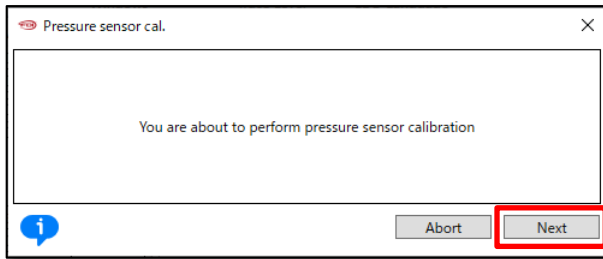 Pressure sensor cal.
You are about to perform pressure sensor calibration
Abort
Next